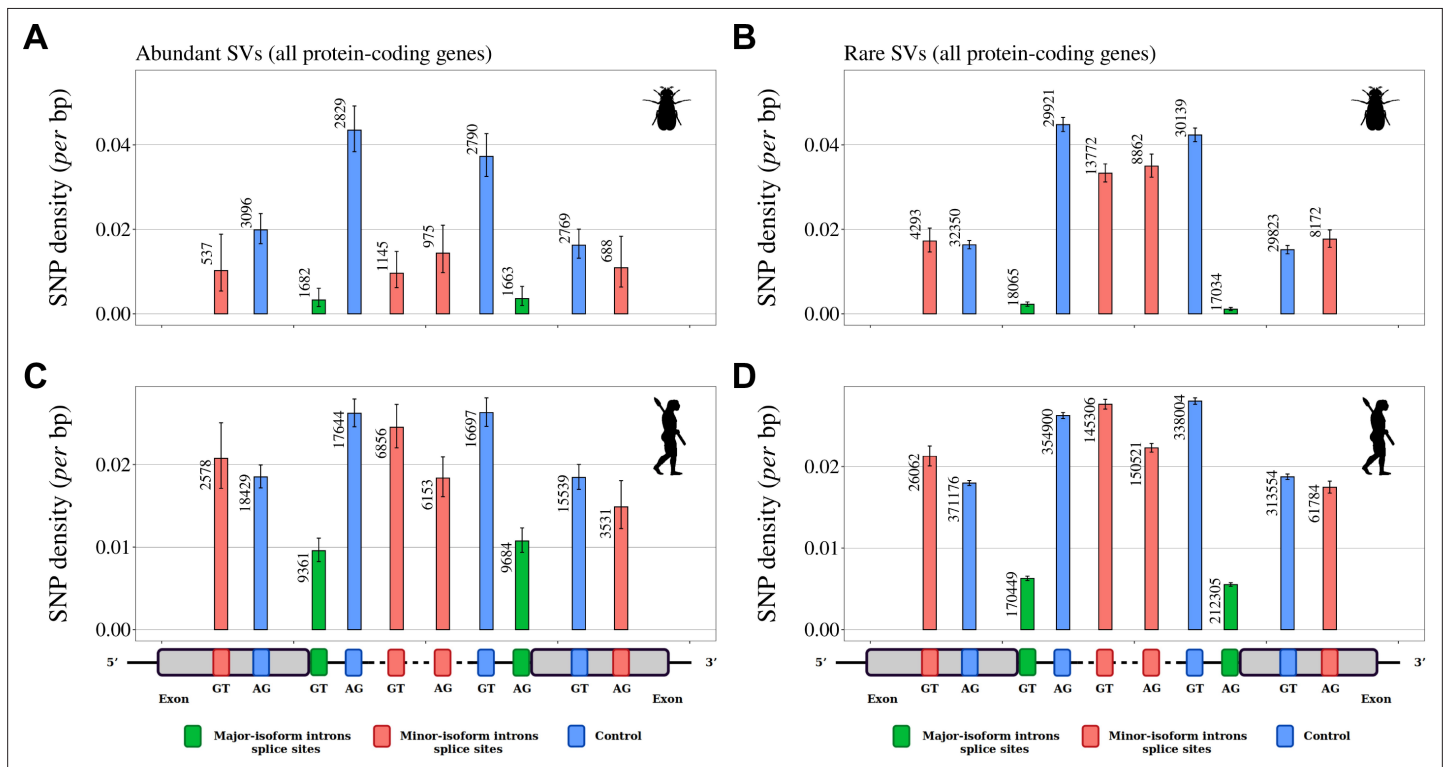 A
Abundant SVs (all protein-coding genes)
SNP density (per bp)
0.04
0.02
0.00
537
3096
1682
2829
1145
975
2790
1663
2769
688
B
Rare SVs (all protein-coding genes)
SNP density (per bp)
0.04
0.02
0.00
4293
32350
18065
29921
13772
8862
30139
17034
29823
8172
C
SNP density (per bp)
0.02
0.01
0.00
2578
18429
9361
17644
6856
6153
16697
9684
15539
3531
5′
3′
GT
AG
GT
AG
GT
AG
GT
AG
GT
AG
Exon
Exon
Major-isoform introns
splice sites
Minor-isoform introns
splice sites
Control
D
SNP density (per bp)
0.02
0.01
0.00
26062
371176
170449
354900
145306
150521
338004
212305
313554
61784
5′
3′
GT
AG
GT
AG
GT
AG
GT
AG
GT
AG
Exon
Exon
Major-isoform introns
splice sites
Minor-isoform introns
splice sites
Control